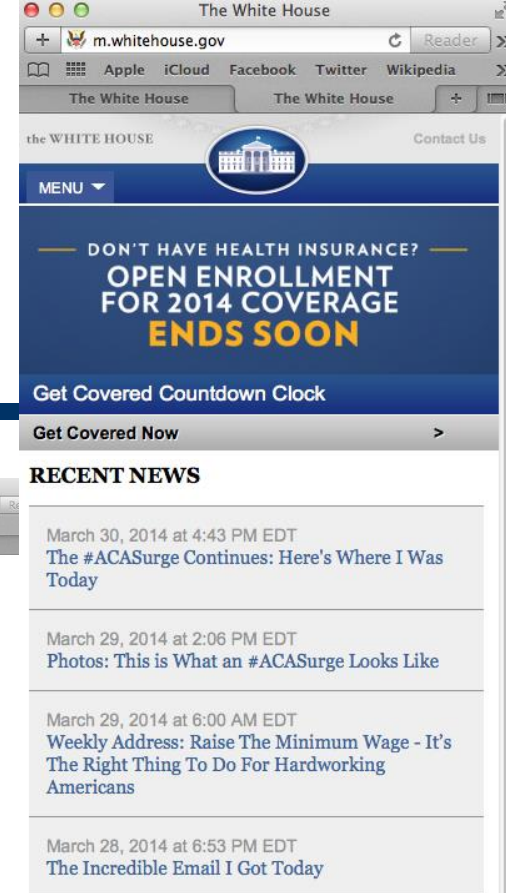 The White House
m.whitehouse.gov
Reader
Apple iCloud Facebook Twitter Wikipedia
The White House
The White House
the WHITE HOUSE
Contact Us
MENU
DON'T HAVE HEALTH INSURANCE?
OPEN ENROLLMENT
FOR 2014 COVERAGE
ENDS SOON
Get Covered Countdown Clock
Get Covered Now >
RECENT NEWS
March 30, 2014 at 4:43 PM EDT
The #ACASurge Continues: Here's Where I Was
Today
March 29, 2014 at 2:06 PM EDT
Photos: This is What an #ACASurge Looks Like
March 29, 2014 at 6:00 AM EDT
Weekly Address: Raise The Minimum Wage - It's
The Right Thing To Do For Hardworking
Americans
March 28, 2014 at 6:53 PM EDT
The Incredible Email I Got Today